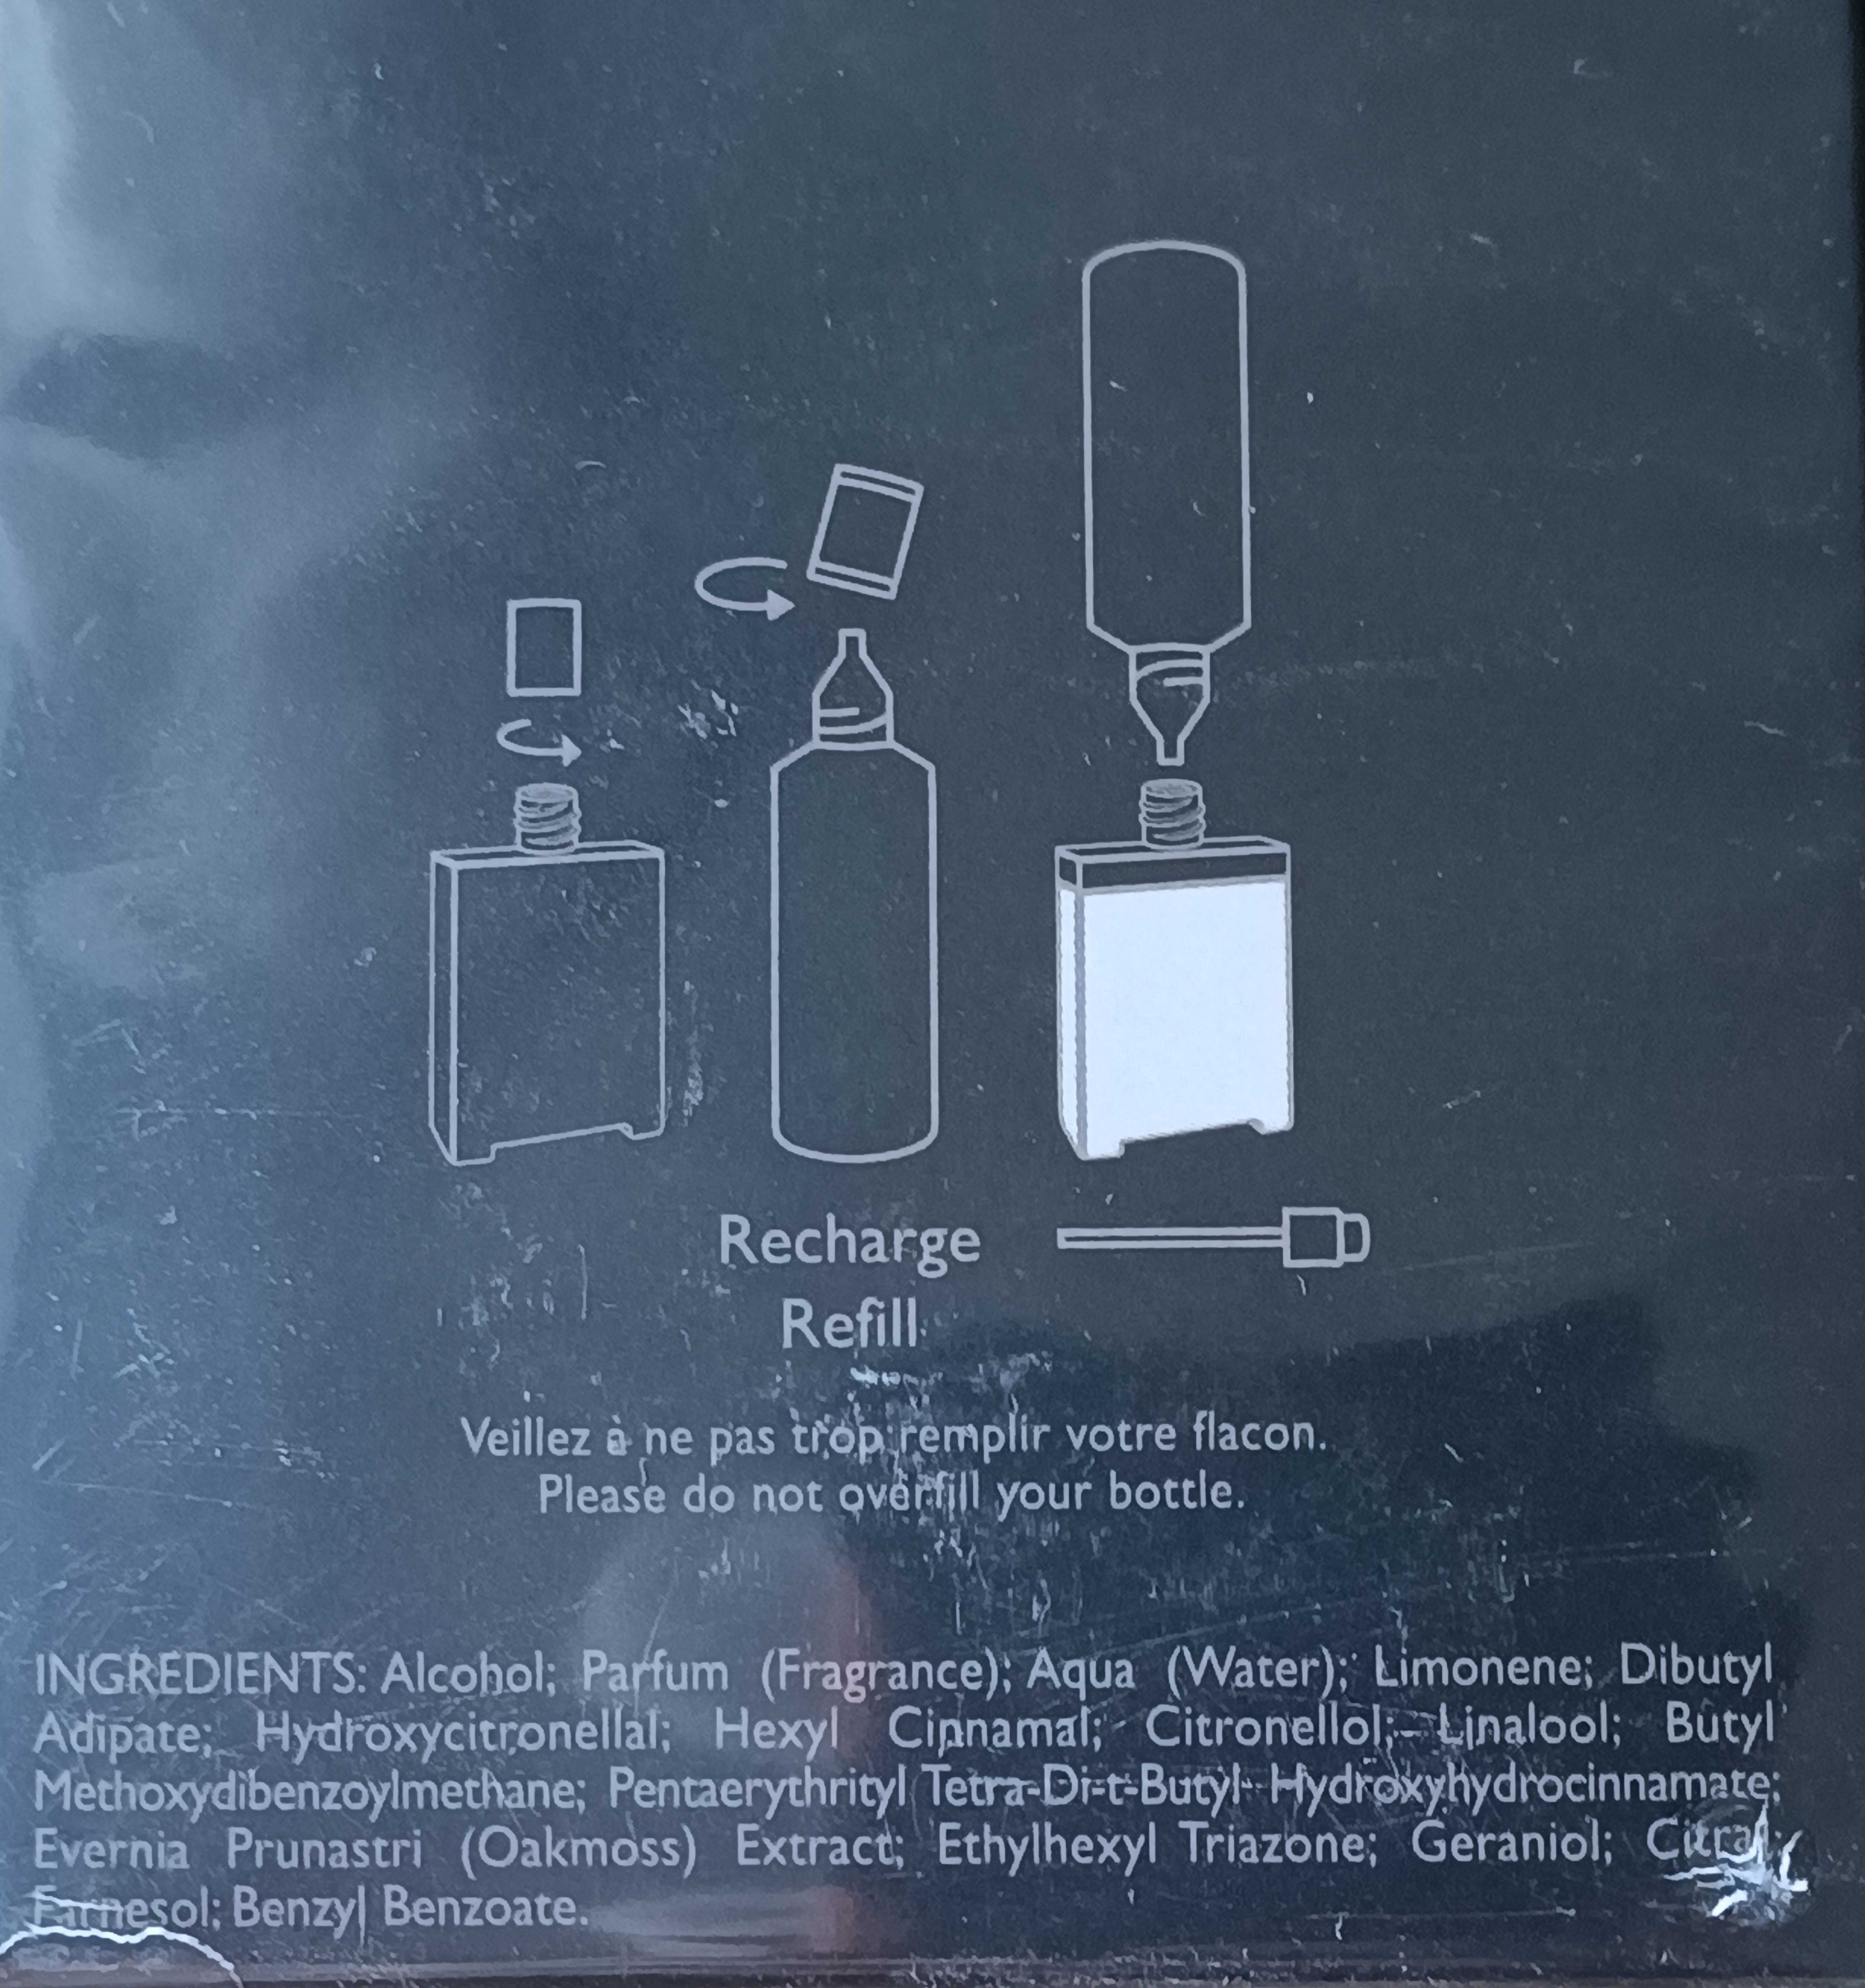 Recharge
Refill
Veillez à ne pas trop remplir votre flacon.
Please do not overfill your bottle.
INGREDIENTS: Alcohol; Parfum (Fragrance); Aqua (Water); Limonene; Dibutyl
Adipate; Hydroxycitronellal; Hexyl Cinnamal; Citronellol; Linalool; Butyl
Methoxydibenzoylmethane; Pentaerythrityl Tetra-Di-t-Butyl Hydroxyhydrocinnamate;
Evernia Prunastri (Oakmoss) Extract; Ethylhexyl Triazone; Geraniol; Citral;
Farnesol; Benzyl Benzoate.